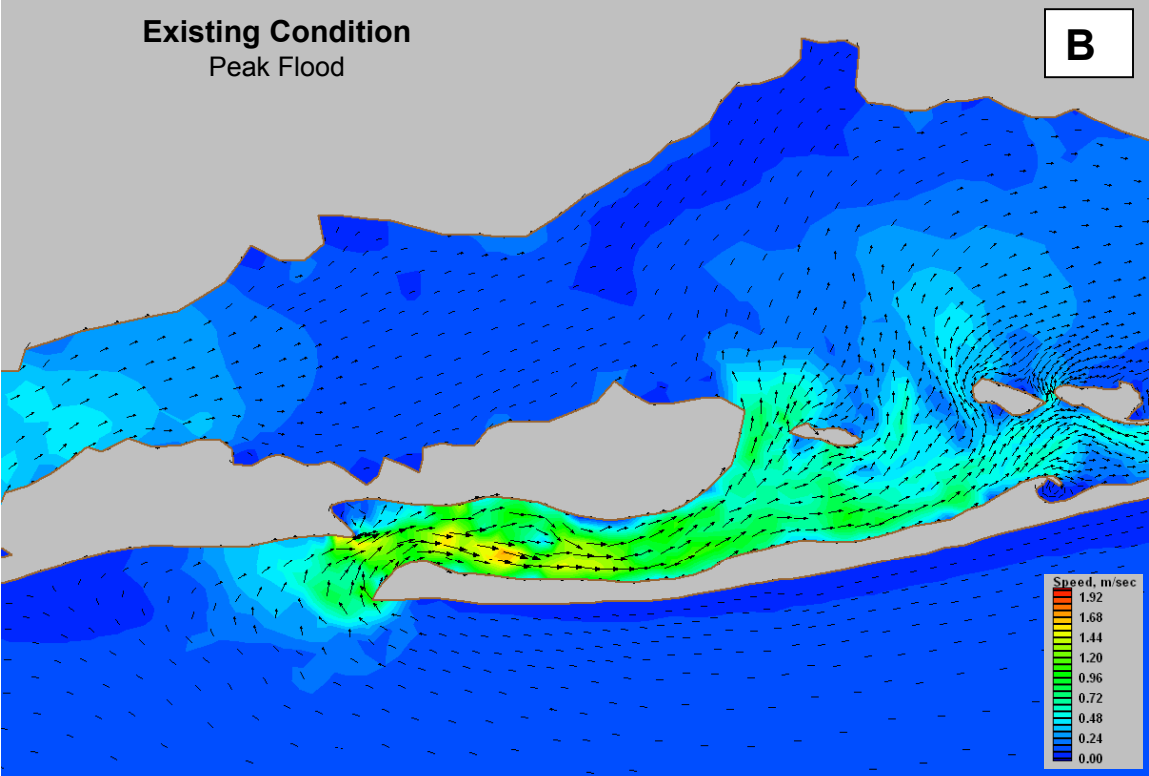 Existing Condition
Peak Flood
B
Speed, m/sec
1.92
1.68
1.44
1.20
0.96
0.72
0.48
0.24
0.00